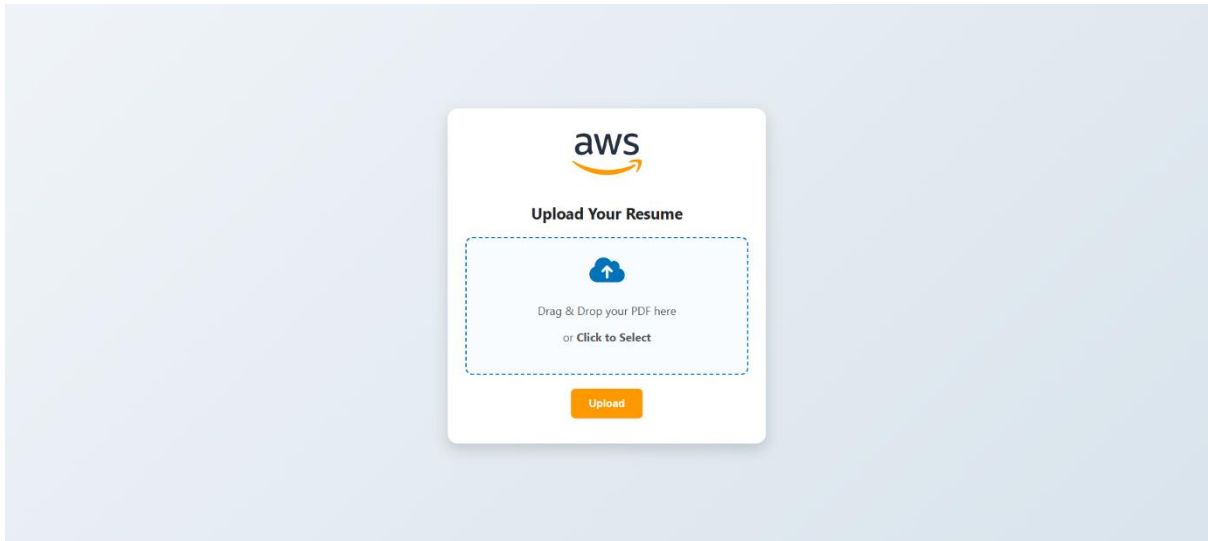 aws
Upload Your Resume
Drag & Drop your PDF here
or Click to Select
Upload